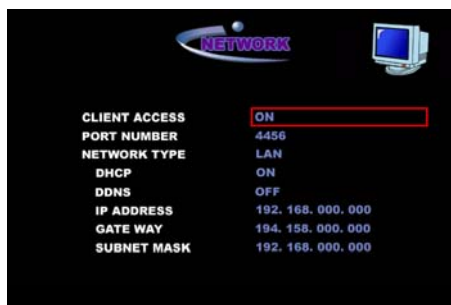 NETWORK
CLIENT ACCESS ON
PORT NUMBER 4456
NETWORK TYPE LAN
DHCP ON
DDNS OFF
IP ADDRESS 192. 168. 000. 000
GATE WAY 194. 158. 000. 000
SUBNET MASK 192. 168. 000. 000